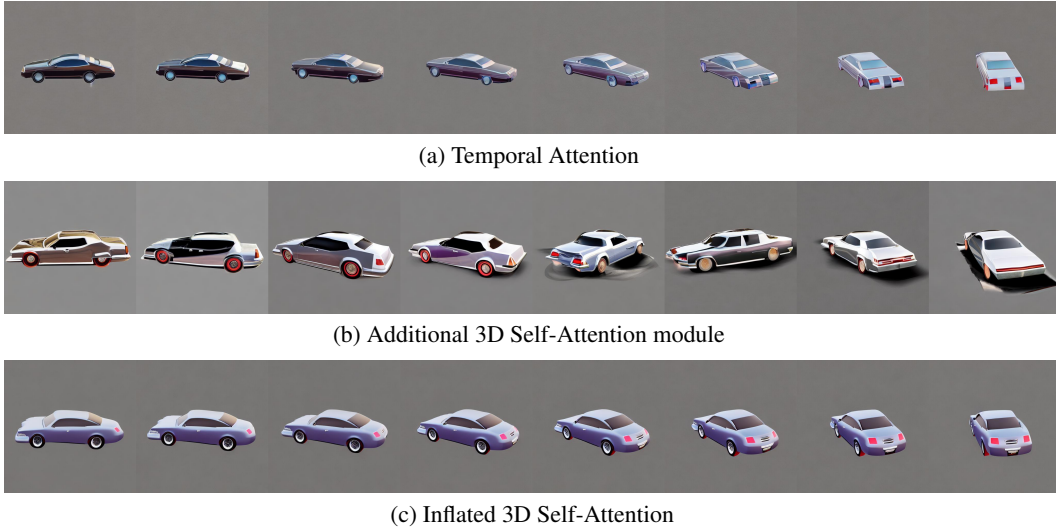 (a) Temporal Attention
(b) Additional 3D Self-Attention module
(c) Inflated 3D Self-Attention